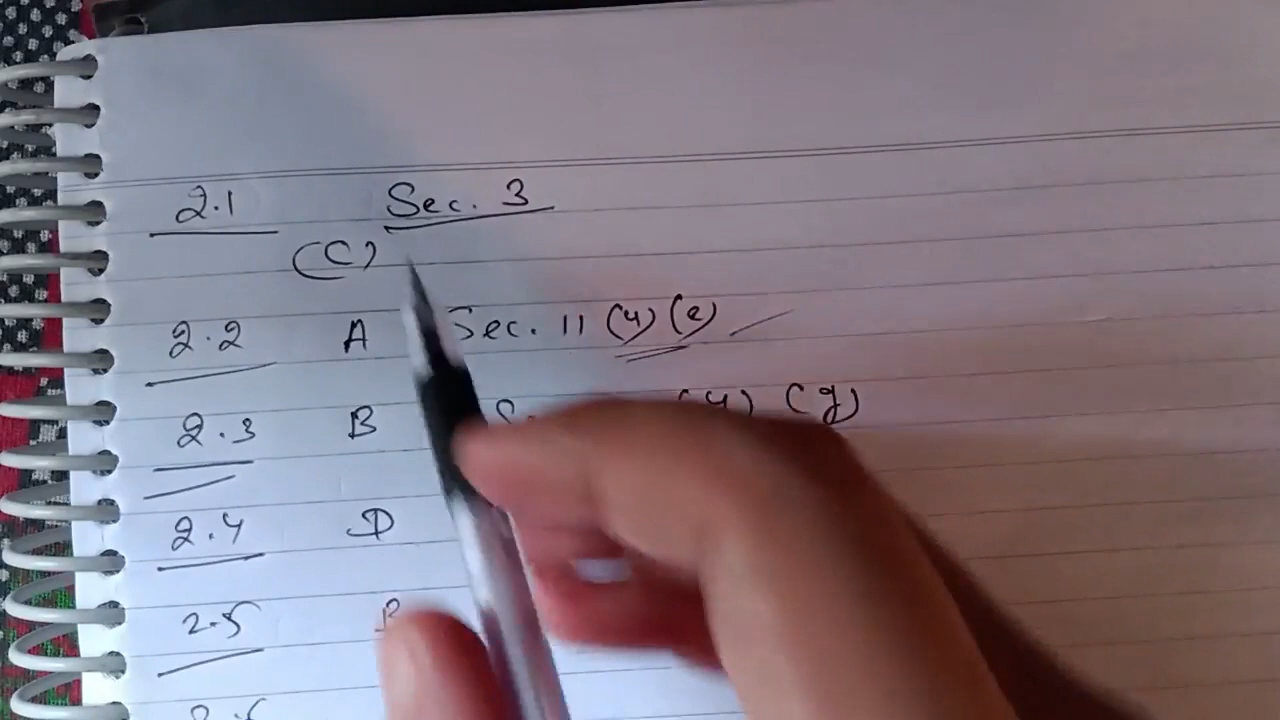 2.1 Sec. 3
(C)
2.2 A Sec. 11 (4) (e)
2.3 B (4) (g)
2.4 D
2.5